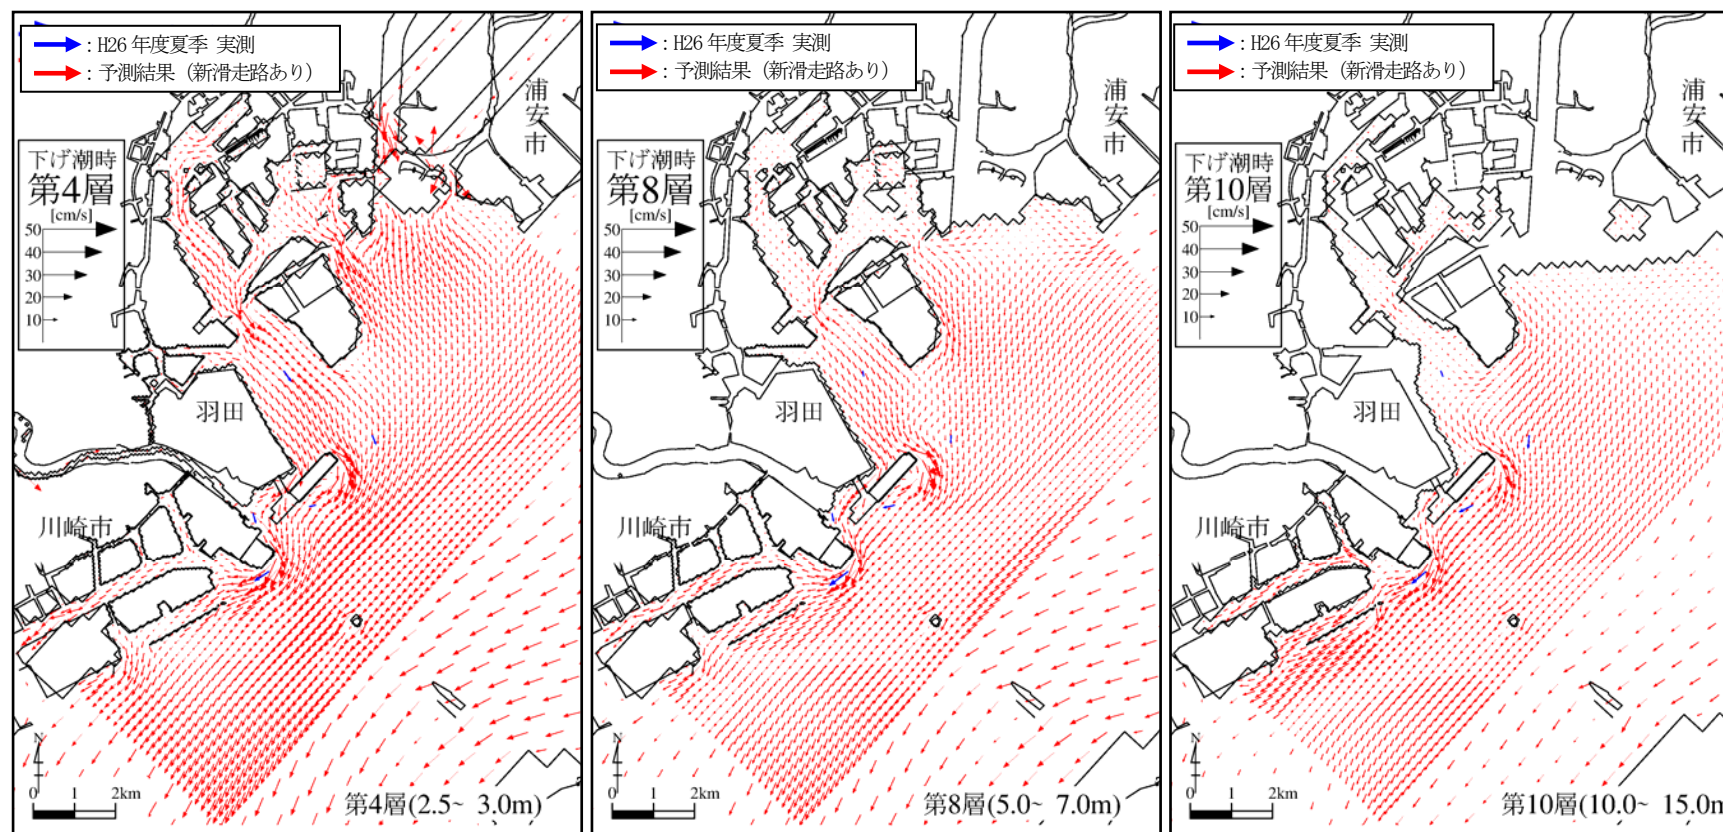 : H26 年度夏季 実測
: 予測結果 (新滑走路あり)
浦安市
下げ潮時
第4層
[cm/s]
50
40
30
20
10
羽田
川崎市
N
0 1 2km
第4層(2.5~ 3.0m)
: H26 年度夏季 実測
: 予測結果 (新滑走路あり)
浦安市
下げ潮時
第8層
[cm/s]
50
40
30
20
10
羽田
川崎市
N
0 1 2km
第8層(5.0~ 7.0m)
: H26 年度夏季 実測
: 予測結果 (新滑走路あり)
浦安市
下げ潮時
第10層
[cm/s]
50
40
30
20
10
羽田
川崎市
N
0 1 2km
第10層(10.0~ 15.0m